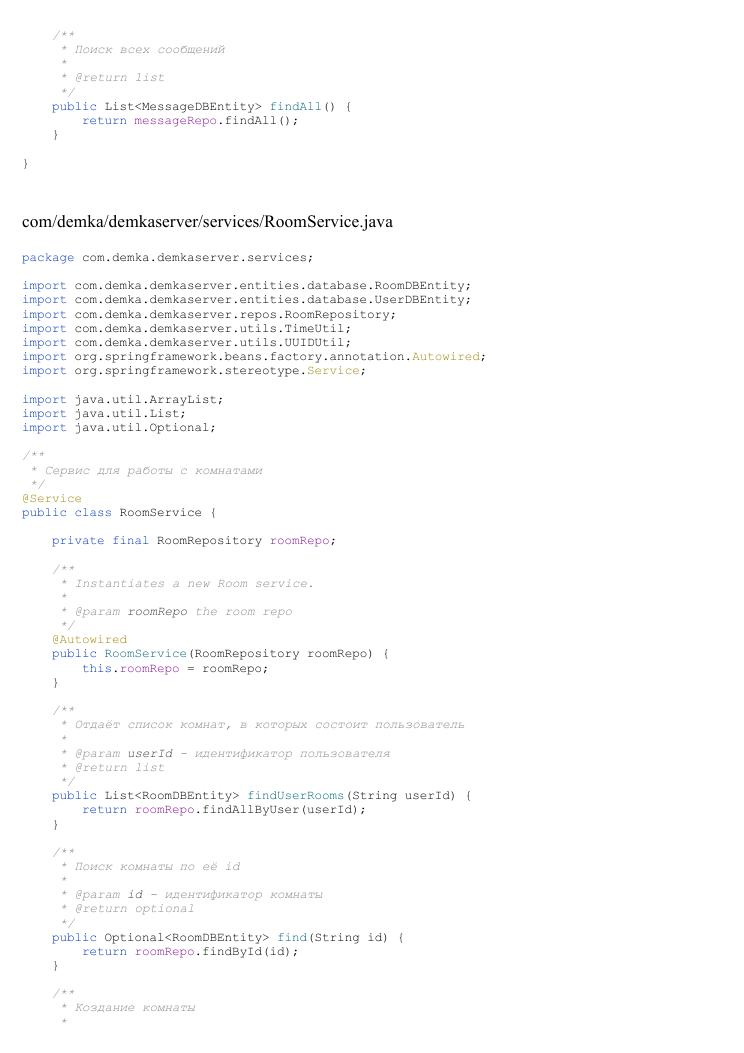 /**
     * Поиск всех сообщений
     *
     * @return list
     */
    public List<MessageDBEntity> findAll() {
        return messageRepo.findAll();
    }

}

com/demka/demkaserver/services/RoomService.java

package com.demka.demkaserver.services;

import com.demka.demkaserver.entities.database.RoomDBEntity;
import com.demka.demkaserver.entities.database.UserDBEntity;
import com.demka.demkaserver.repos.RoomRepository;
import com.demka.demkaserver.utils.TimeUtil;
import com.demka.demkaserver.utils.UUIDUtil;
import org.springframework.beans.factory.annotation.Autowired;
import org.springframework.stereotype.Service;

import java.util.ArrayList;
import java.util.List;
import java.util.Optional;

/**
 * Сервис для работы с комнатами
 */
@Service
public class RoomService {

    private final RoomRepository roomRepo;

    /**
     * Instantiates a new Room service.
     *
     * @param roomRepo the room repo
     */
    @Autowired
    public RoomService(RoomRepository roomRepo) {
        this.roomRepo = roomRepo;
    }

    /**
     * Отдаёт список комнат, в которых состоит пользователь
     *
     * @param userId - идентификатор пользователя
     * @return list
     */
    public List<RoomDBEntity> findUserRooms(String userId) {
        return roomRepo.findAllByUser(userId);
    }

    /**
     * Поиск комнаты по её id
     *
     * @param id - идентификатор комнаты
     * @return optional
     */
    public Optional<RoomDBEntity> find(String id) {
        return roomRepo.findById(id);
    }

    /**
     * Коздание комнаты
     *